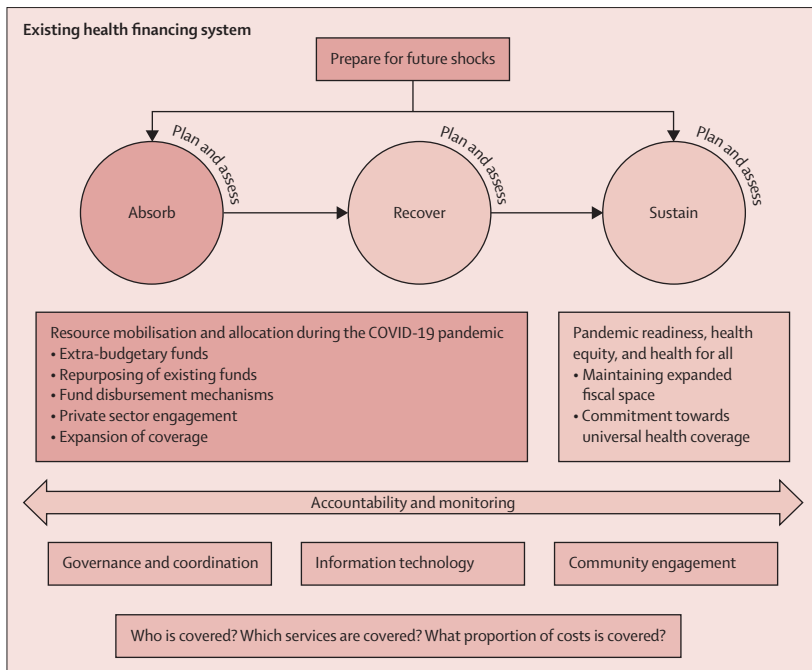 Existing health financing system
Prepare for future shocks
Plan and assess
Plan and assess
Plan and assess
Absorb
Recover
Sustain
Resource mobilisation and allocation during the COVID-19 pandemic
• Extra-budgetary funds
• Repurposing of existing funds
• Fund disbursement mechanisms
• Private sector engagement
• Expansion of coverage
Pandemic readiness, health
equity, and health for all
• Maintaining expanded
fiscal space
• Commitment towards
universal health coverage
Accountability and monitoring
Governance and coordination
Information technology
Community engagement
Who is covered? Which services are covered? What proportion of costs is covered?